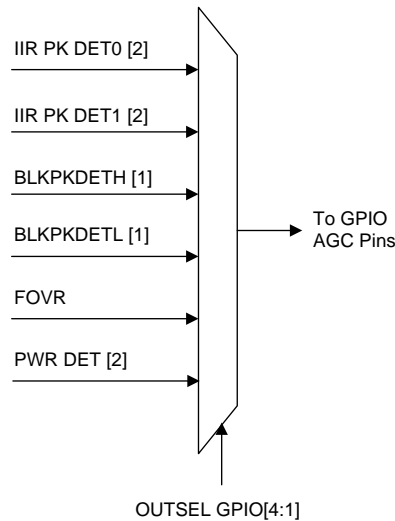 IIR PK DET0 [2]
IIR PK DET1 [2]
BLKPKDETH [1]
BLKPKDETL [1]
FOVR
PWR DET [2]
To GPIO
AGC Pins
OUTSEL GPIO[4:1]